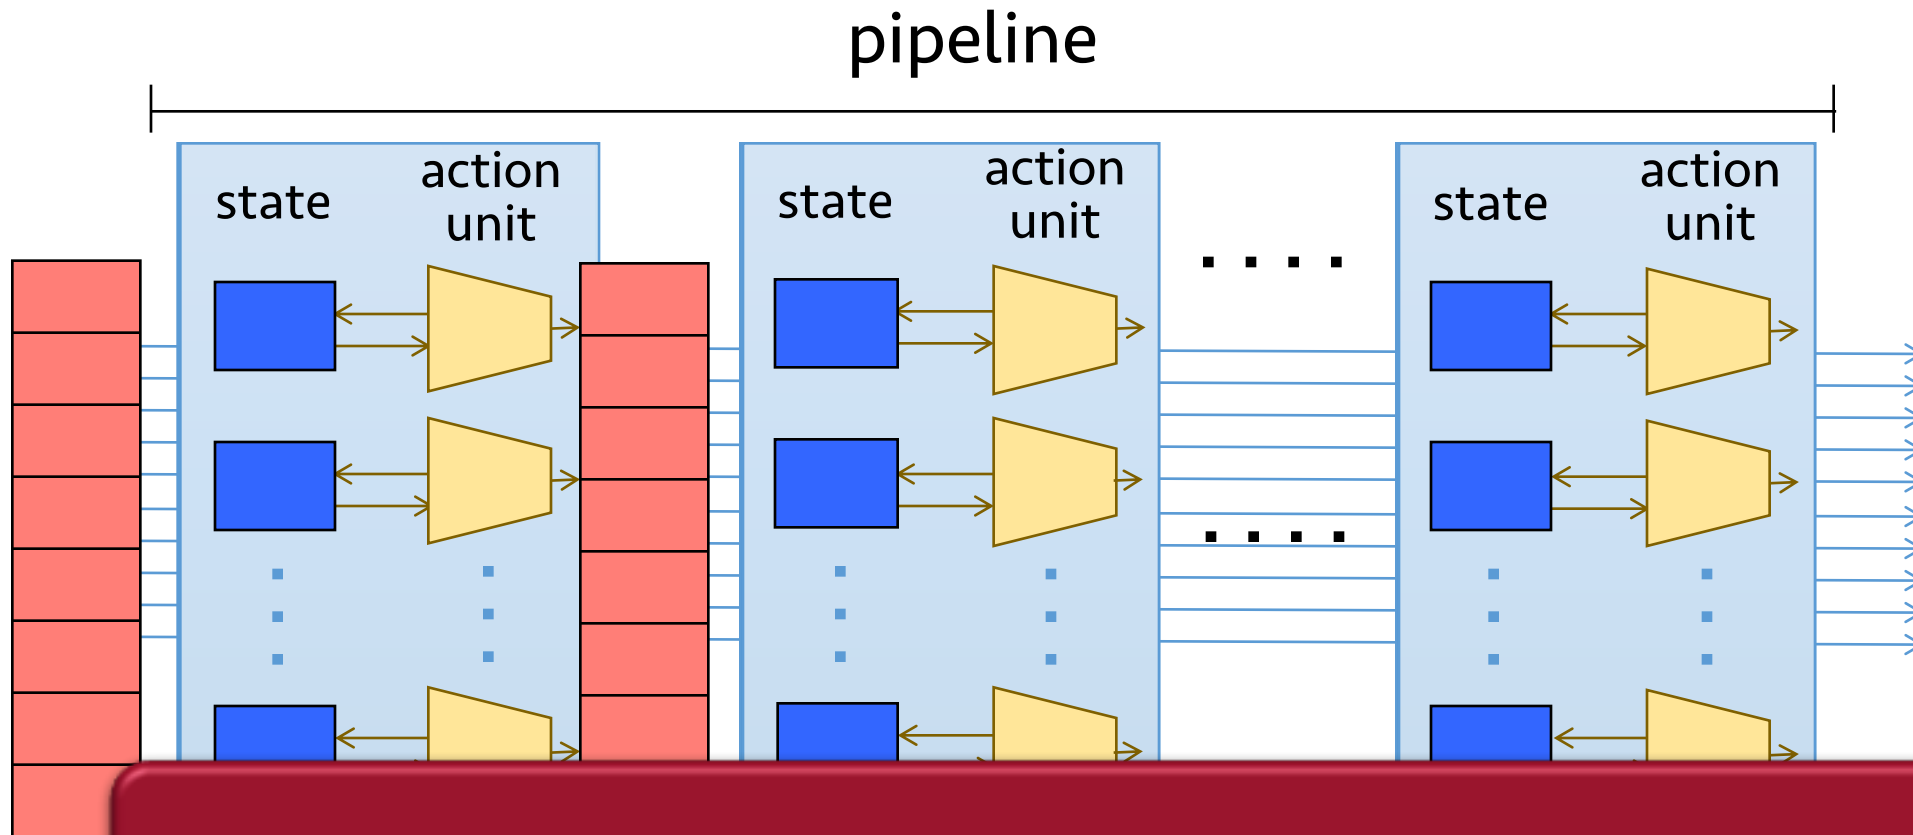 pipeline
state
action
unit
state
action
unit
state
action
unit